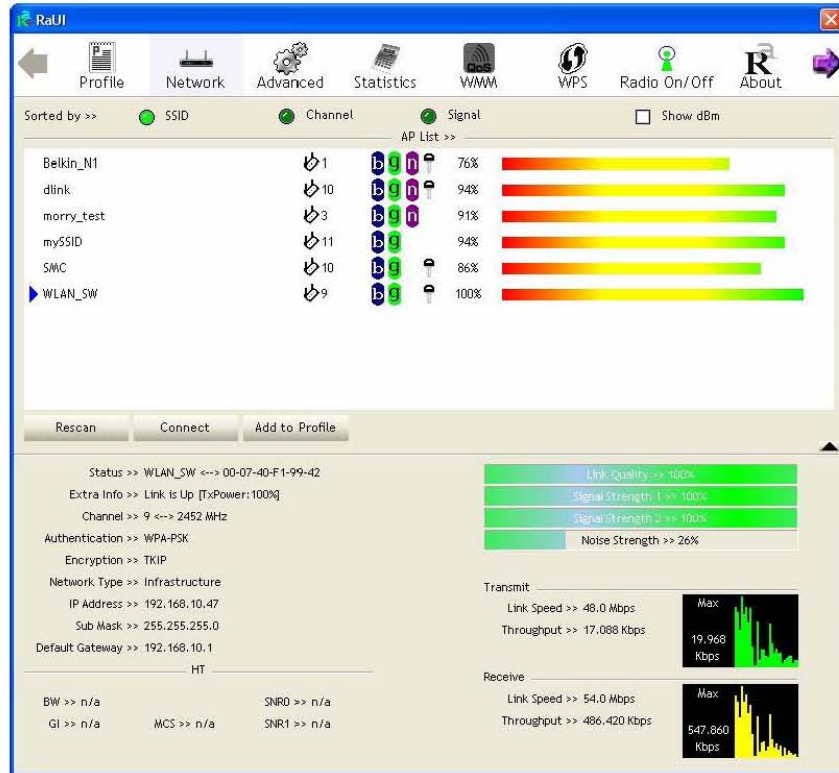 RaUI
Profile Network Advanced Statistics QoS WMM WPS Radio On/Off About
Sorted by >> SSID Channel Signal Show dBm
AP List >>
Belkin_N1 1 b g n 76%
dlink 10 b g n 94%
morry_test 3 b g n 91%
mySSID 11 b g 94%
SMC 10 b g 86%
WLAN_SW 9 b g 100%
Rescan Connect Add to Profile
Status >> WLAN_SW <--> 00-07-40-F1-99-42
Extra Info >> Link is Up [TxPower:100%]
Channel >> 9 <--> 2452 MHz
Authentication >> WPA-PSK
Encryption >> TKIP
Network Type >> Infrastructure
IP Address >> 192.168.10.47
Sub Mask >> 255.255.255.0
Default Gateway >> 192.168.10.1
HT
BW >> n/a SNR0 >> n/a
GI >> n/a MCS >> n/a SNR1 >> n/a
Link Quality >> 100%
Signal Strength 1 >> 100%
Signal Strength 2 >> 100%
Noise Strength >> 26%
Transmit
Link Speed >> 48.0 Mbps
Throughput >> 17.088 Kbps
Max
19.968
Kbps
Receive
Link Speed >> 54.0 Mbps
Throughput >> 486.420 Kbps
Max
547.860
Kbps